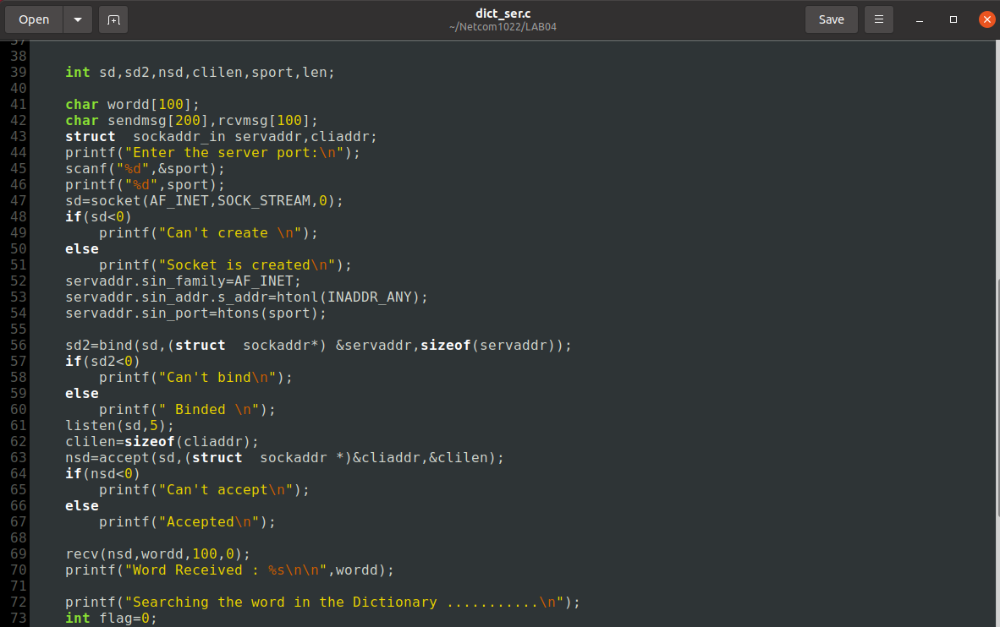 Open
dict_ser.c
~/Netcom1022/LAB04
Save
37
38
39 int sd,sd2,nsd,clilen,sport,len;
40
41 char wordd[100];
42 char sendmsg[200],rcvmsg[100];
43 struct  sockaddr_in servaddr,cliaddr;
44 printf("Enter the server port:\n");
45 scanf("%d",&sport);
46 printf("%d",sport);
47 sd=socket(AF_INET,SOCK_STREAM,0);
48 if(sd<0)
49     printf("Can't create \n");
50 else
51     printf("Socket is created\n");
52 servaddr.sin_family=AF_INET;
53 servaddr.sin_addr.s_addr=htonl(INADDR_ANY);
54 servaddr.sin_port=htons(sport);
55
56 sd2=bind(sd,(struct  sockaddr*) &servaddr,sizeof(servaddr));
57 if(sd2<0)
58     printf("Can't bind\n");
59 else
60     printf(" Binded \n");
61 listen(sd,5);
62 clilen=sizeof(cliaddr);
63 nsd=accept(sd,(struct  sockaddr *)&cliaddr,&clilen);
64 if(nsd<0)
65     printf("Can't accept\n");
66 else
67     printf("Accepted\n");
68
69 recv(nsd,wordd,100,0);
70 printf("Word Received : %s\n\n",wordd);
71
72 printf("Searching the word in the Dictionary ...........\n");
73 int flag=0;